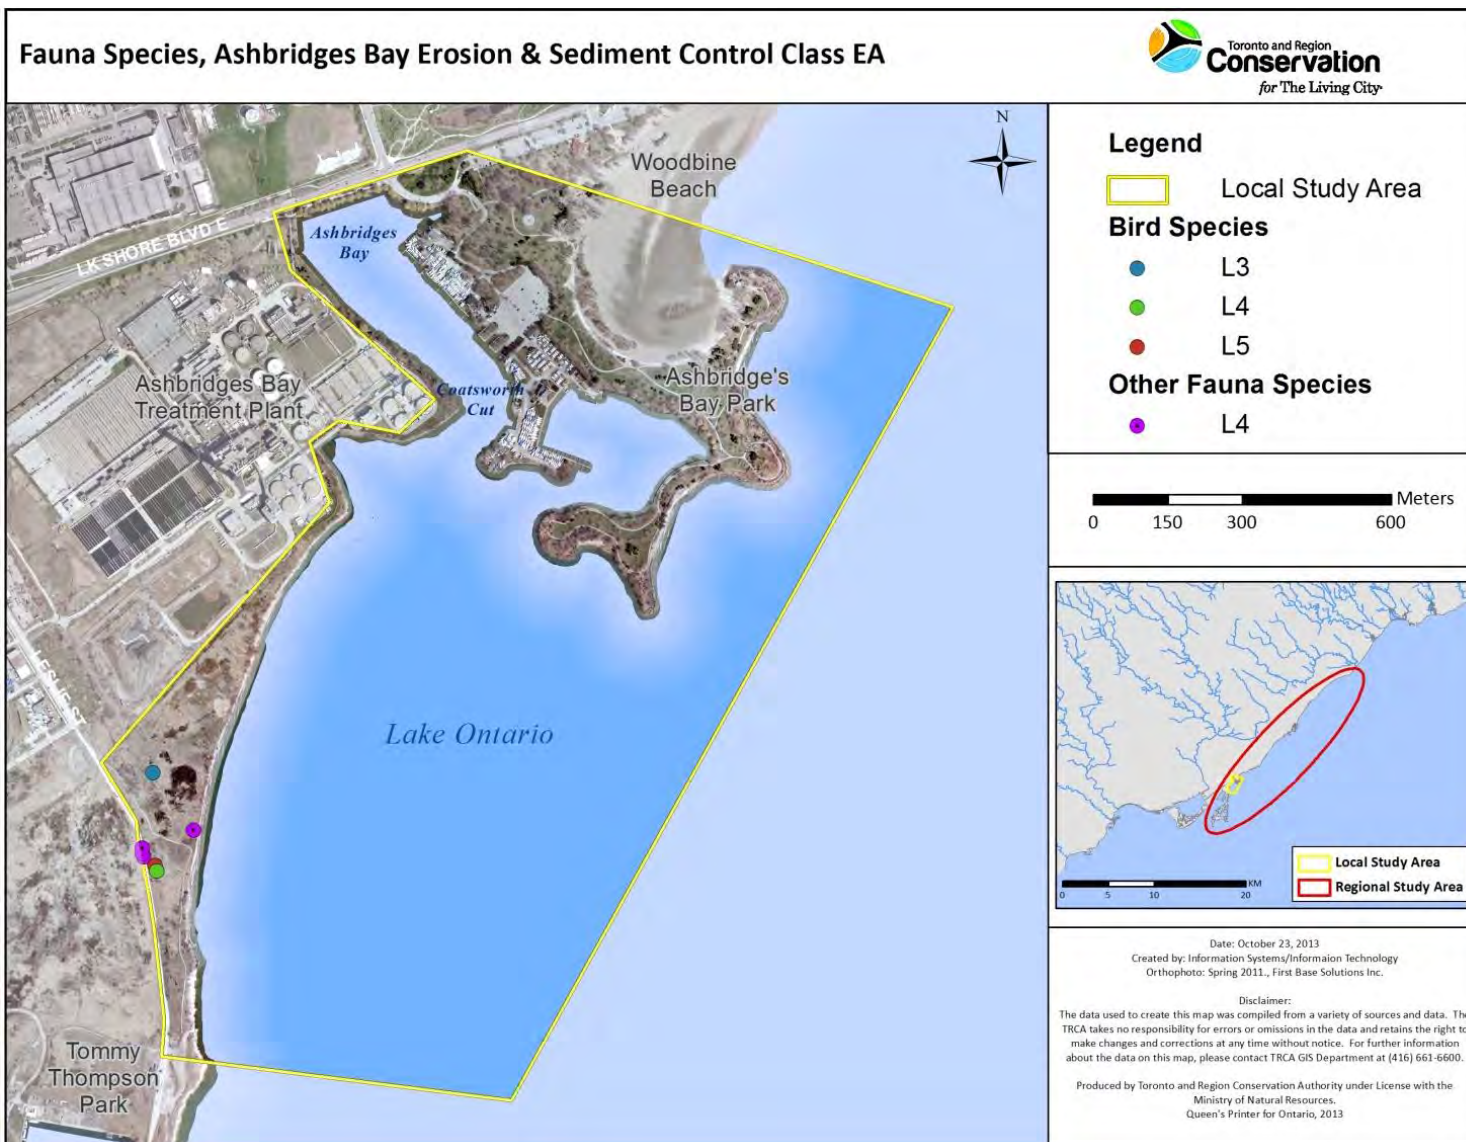 Fauna Species, Ashbridges Bay Erosion & Sediment Control Class EA
Toronto and Region
Conservation
for The Living City
N
Woodbine
Beach
Ashbridges
Bay
LK SHORE BLVD E
Ashbridges Bay
Treatment Plant
Coatsworth
Cut
Ashbridge's
Bay Park
Lake Ontario
LESLIE ST
Tommy
Thompson
Park
Legend
Local Study Area
Bird Species
L3
L4
L5
Other Fauna Species
L4
Meters
0 150 300 600
Local Study Area
Regional Study Area
KM
0 5 10 20
Date: October 23, 2013
Created by: Information Systems/Informaion Technology
Orthophoto: Spring 2011., First Base Solutions Inc.
Disclaimer:
The data used to create this map was compiled from a variety of sources and data. The
TRCA takes no responsibility for errors or omissions in the data and retains the right to
make changes and corrections at any time without notice. For further information
about the data on this map, please contact TRCA GIS Department at (416) 661-6600.
Produced by Toronto and Region Conservation Authority under License with the
Ministry of Natural Resources.
Queen's Printer for Ontario, 2013